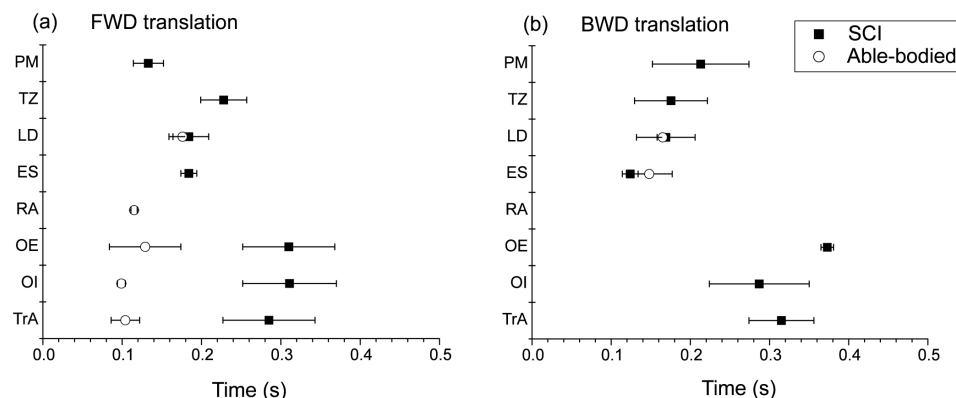 (a) FWD translation
PM
TZ
LD
ES
RA
OE
OI
TrA
0.0 0.1 0.2 0.3 0.4 0.5
Time (s)
(b) BWD translation
SCI
Able-bodied
PM
TZ
LD
ES
RA
OE
OI
TrA
0.0 0.1 0.2 0.3 0.4 0.5
Time (s)